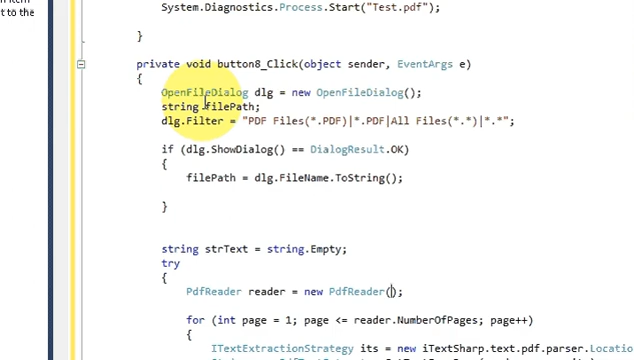 item
t to the
System.Diagnostics.Process.Start("Test.pdf");
}
private void button8_Click(object sender, EventArgs e)
{
OpenFileDialog dlg = new OpenFileDialog();
string filePath;
dlg.Filter = "PDF Files(*.PDF)|*.PDF|All Files(*.*)|*.*";
if (dlg.ShowDialog() == DialogResult.OK)
{
filePath = dlg.FileName.ToString();
}
string strText = string.Empty;
try
{
PdfReader reader = new PdfReader();
for (int page = 1; page <= reader.NumberOfPages; page++)
{
ITextExtractionStrategy its = new iTextSharp.text.pdf.parser.Locatio